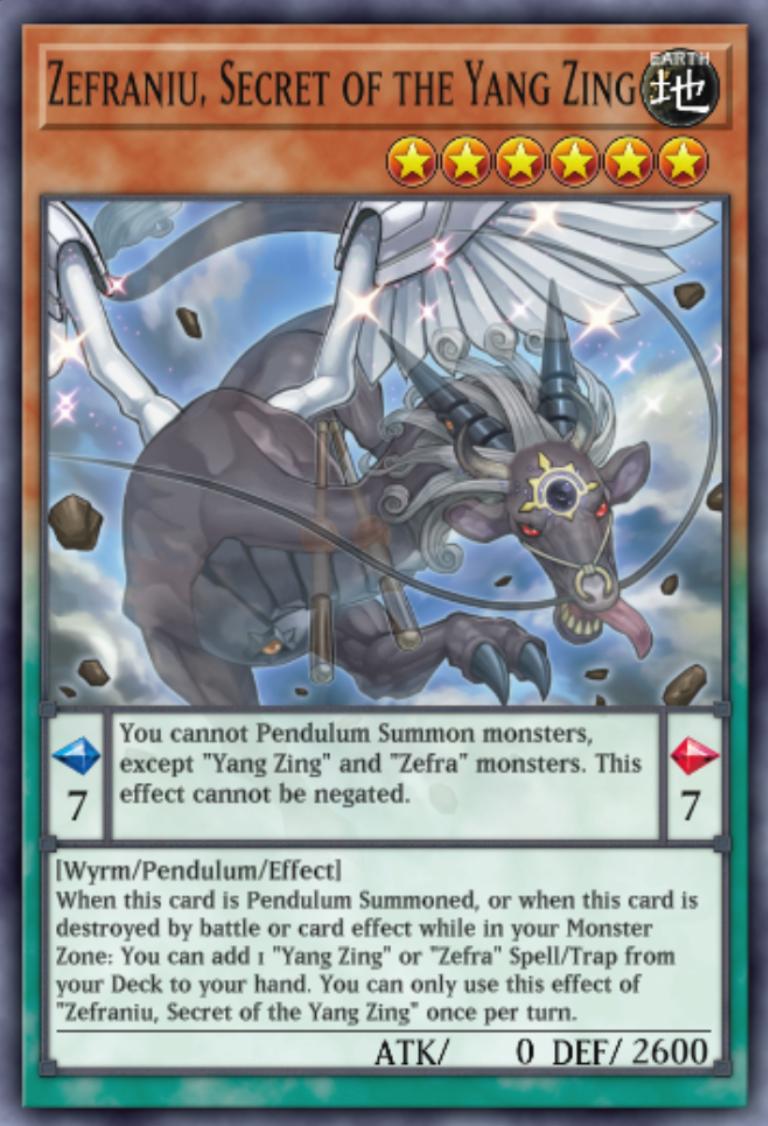 Zefraniu, Secret of the Yang Zing
EARTH
地
You cannot Pendulum Summon monsters,
except "Yang Zing" and "Zefra" monsters. This
effect cannot be negated.
7
7
[Wyrm/Pendulum/Effect]
When this card is Pendulum Summoned, or when this card is
destroyed by battle or card effect while in your Monster
Zone: You can add 1 "Yang Zing" or "Zefra" Spell/Trap from
your Deck to your hand. You can only use this effect of
"Zefraniu, Secret of the Yang Zing" once per turn.
ATK/ 0 DEF/ 2600